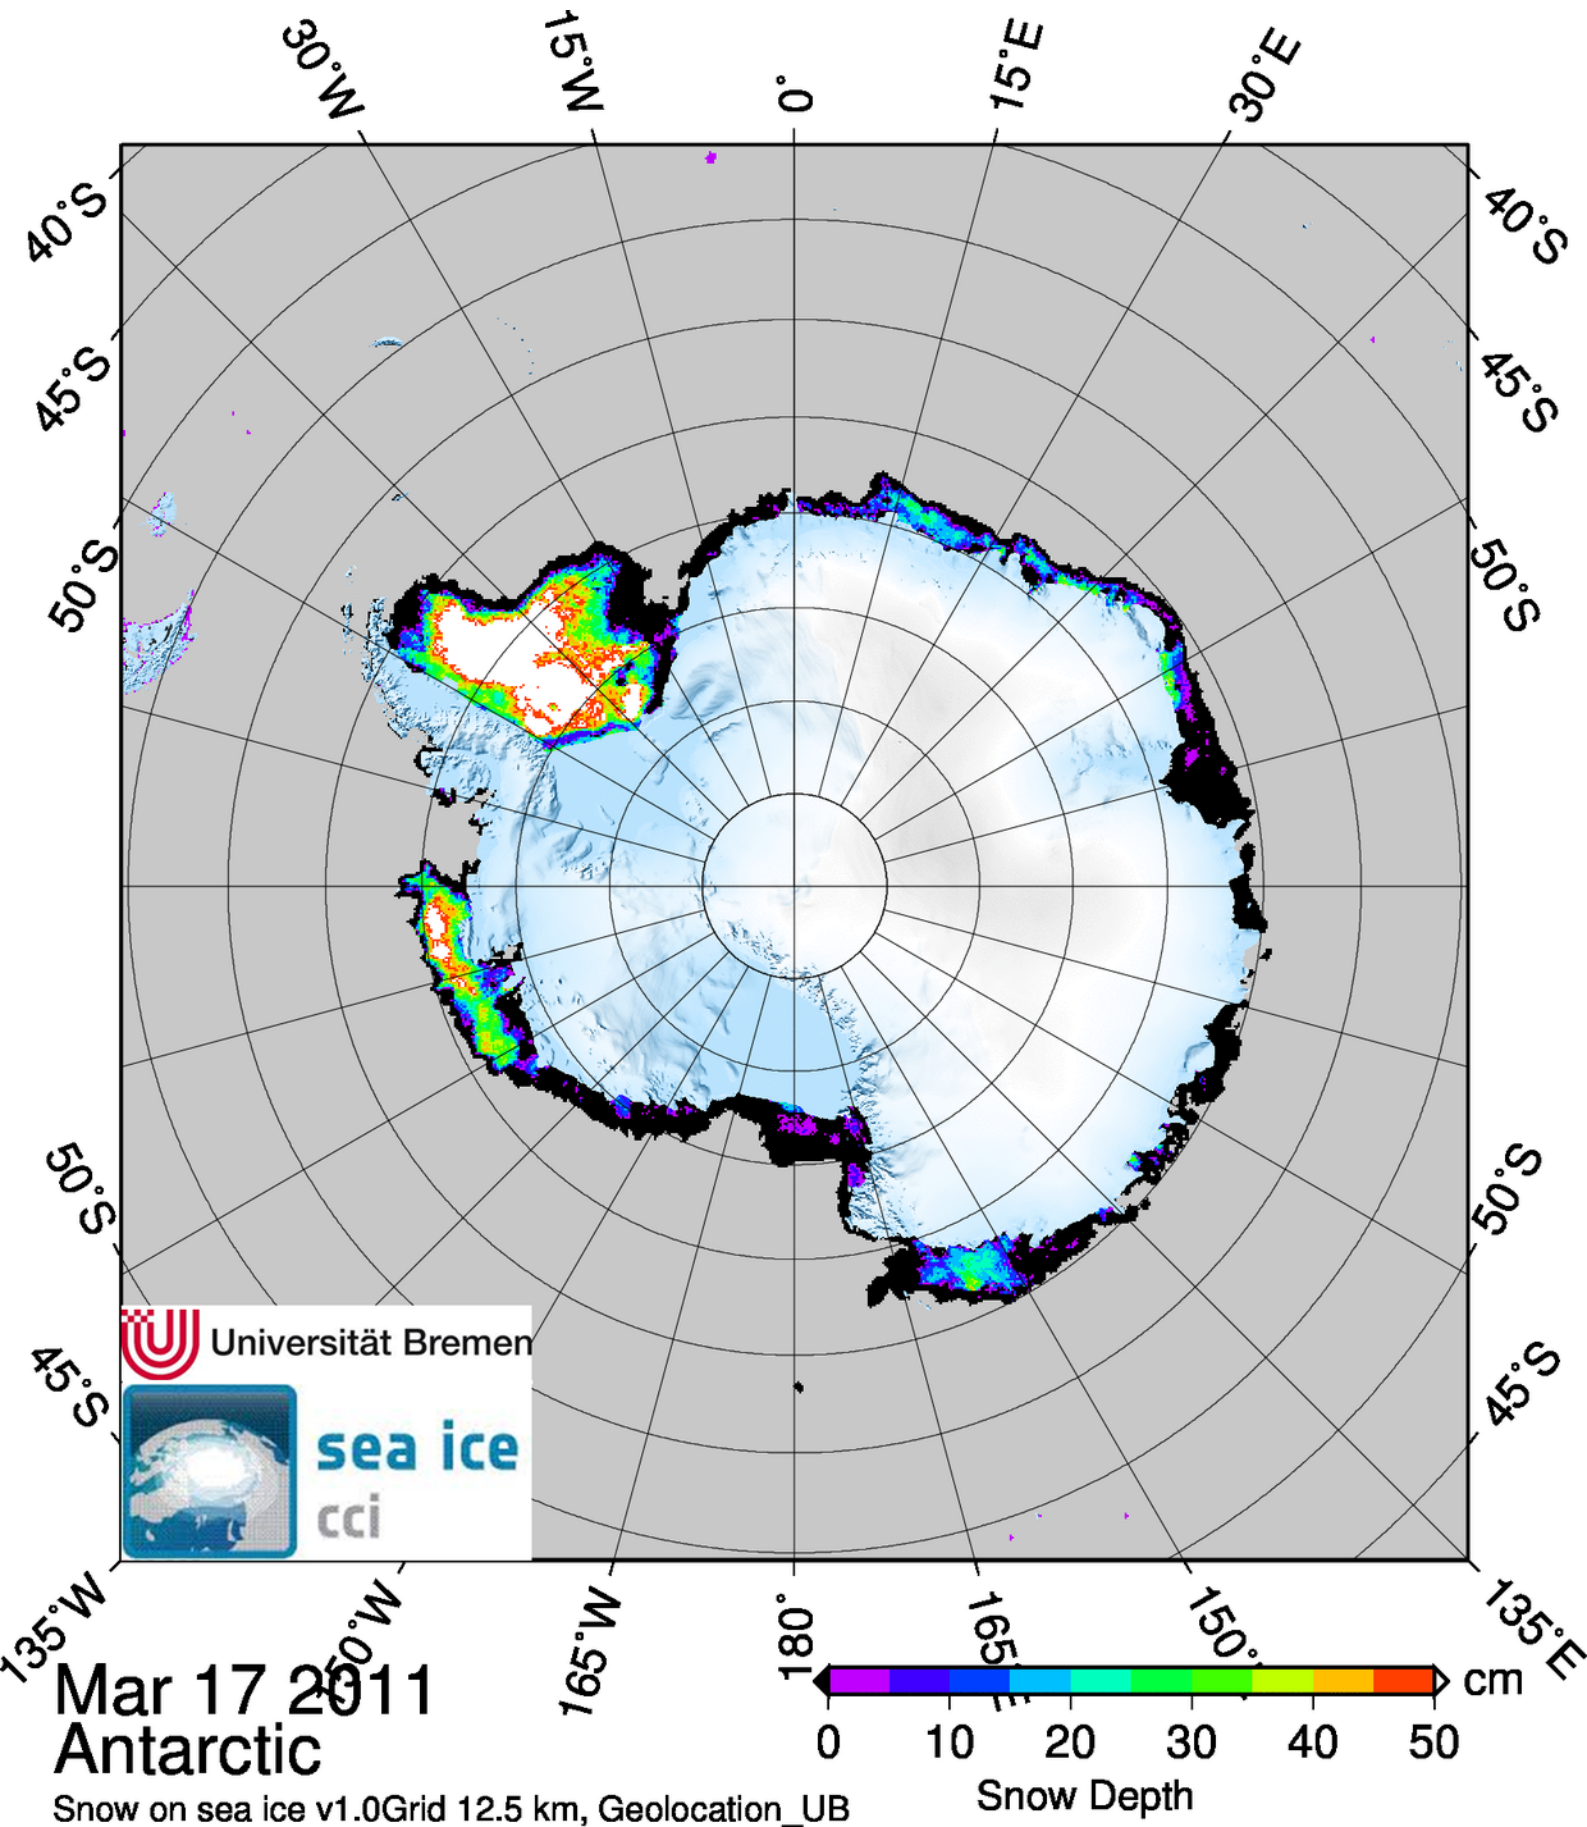 30°W
15°W
0°
15°E
30°E
40°S
40°S
45°S
45°S
50°S
50°S
50°S
50°S
45°S
45°S
Universität Bremen
sea ice
cci
135°W
165°W
180°
150°
135°E
Mar 17 2011
Antarctic
Snow on sea ice v1.0Grid 12.5 km, Geolocation_UB
cm
0 10 20 30 40 50
Snow Depth